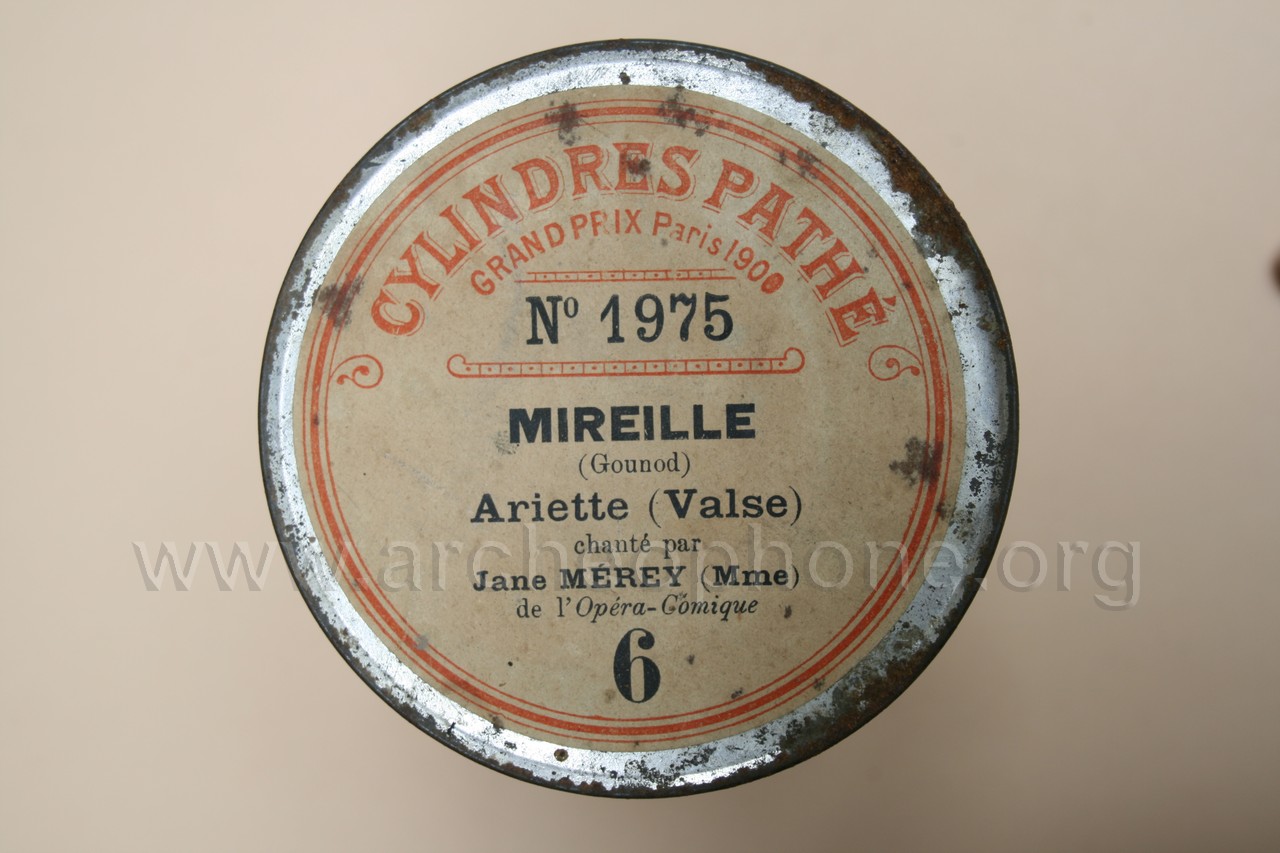 CYLINDRES PATHÉ
GRAND PRIX Paris 1900
Nº 1975
MIREILLE
(Gounod)
Ariette (Valse)
chanté par
www.archeophone.org
Jane MÉREY (Mme)
de l'Opéra-Comique
6